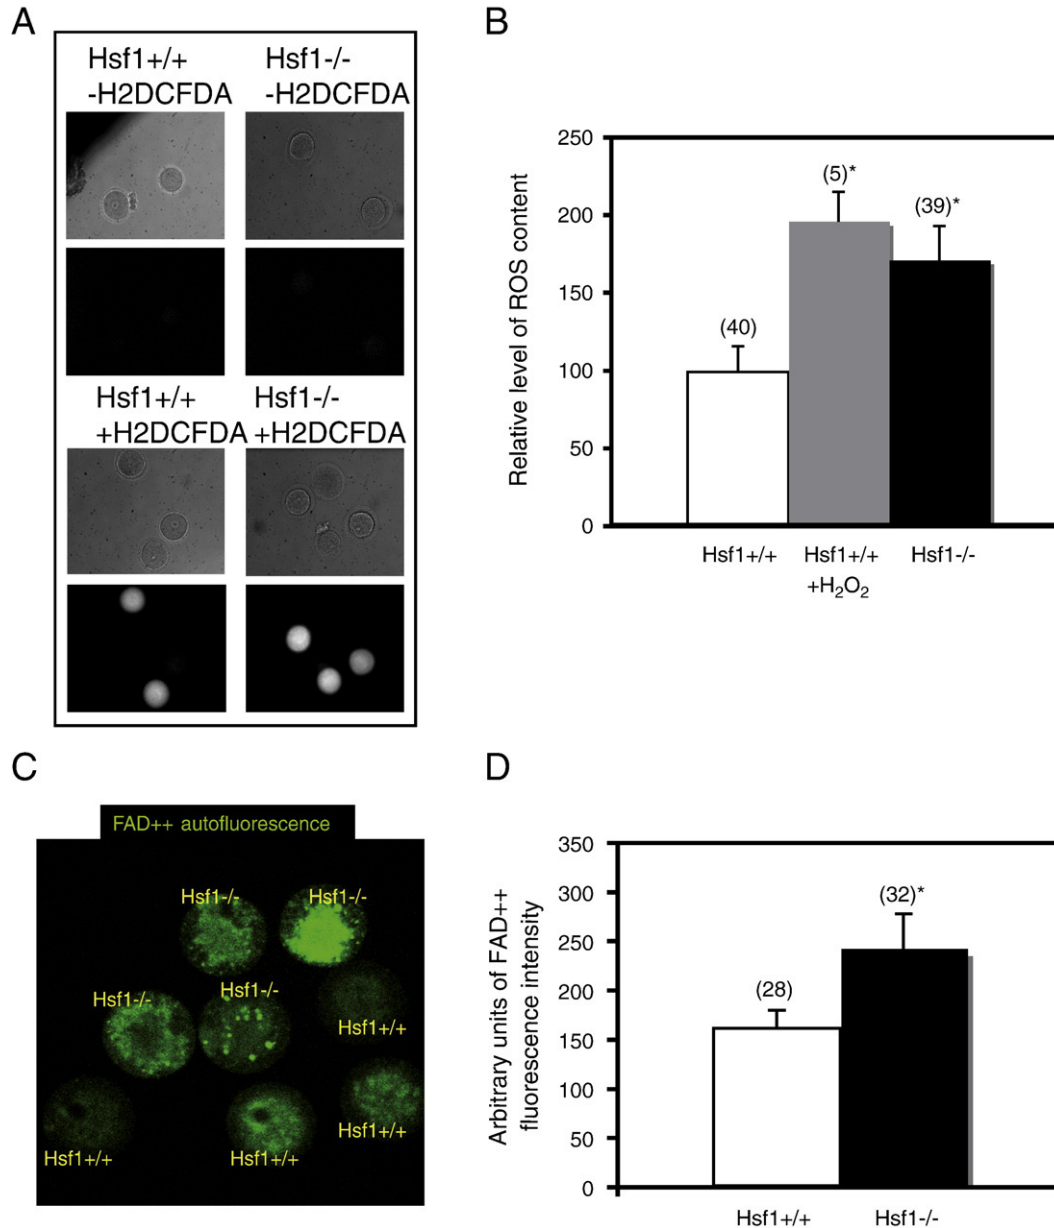 A
Hsf1+/+
-H2DCFDA
Hsf1-/-
-H2DCFDA
Hsf1+/+
+H2DCFDA
Hsf1-/-
+H2DCFDA
B
Relative level of ROS content
250
200
150
100
50
0
(40)
(5)*
(39)*
Hsf1+/+
Hsf1+/+
+H₂O₂
Hsf1-/-
C
FAD++ autofluorescence
Hsf1-/-
Hsf1-/-
Hsf1-/-
Hsf1-/-
Hsf1+/+
Hsf1+/+
Hsf1+/+
Hsf1+/+
D
Arbitrary units of FAD++
fluorescence intensity
350
300
250
200
150
100
50
0
(28)
(32)*
Hsf1+/+
Hsf1-/-